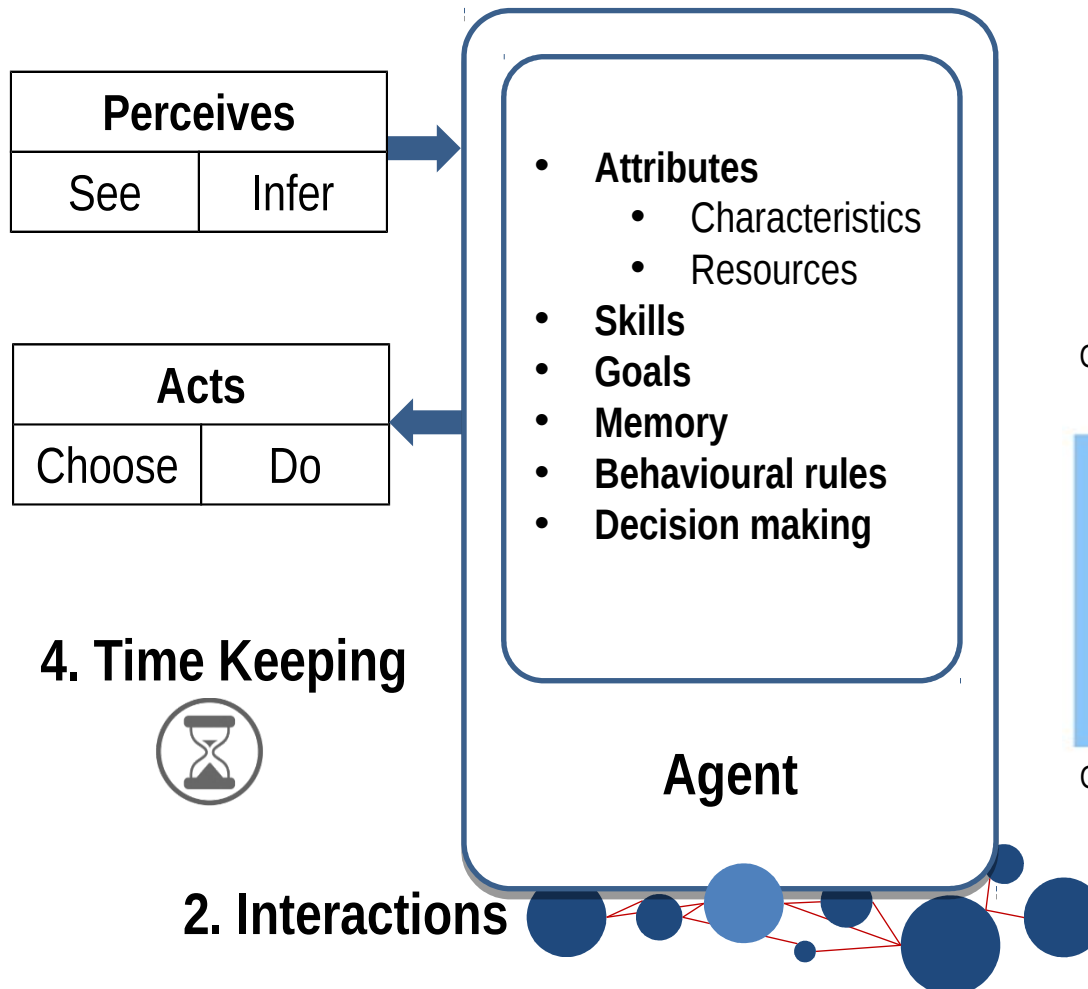 Perceives
See Infer
Acts
Choose Do
• Attributes
• Characteristics
• Resources
• Skills
• Goals
• Memory
• Behavioural rules
• Decision making
4. Time Keeping
Agent
2. Interactions